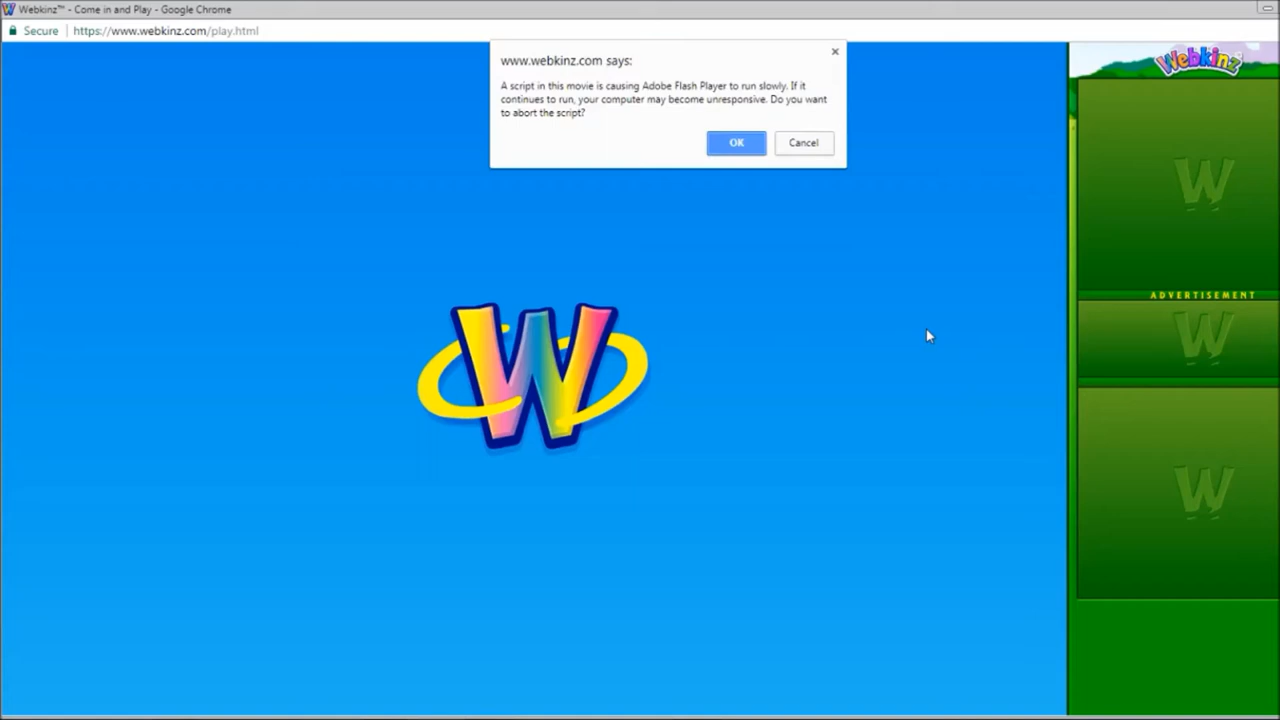 Webkinz™ - Come in and Play - Google Chrome
Secure
https://www.webkinz.com/play.html
www.webkinz.com says:
A script in this movie is causing Adobe Flash Player to run slowly. If it
continues to run, your computer may become unresponsive. Do you want
to abort the script?
OK
Cancel
Webkinz
W
ADVERTISEMENT
W
W
W